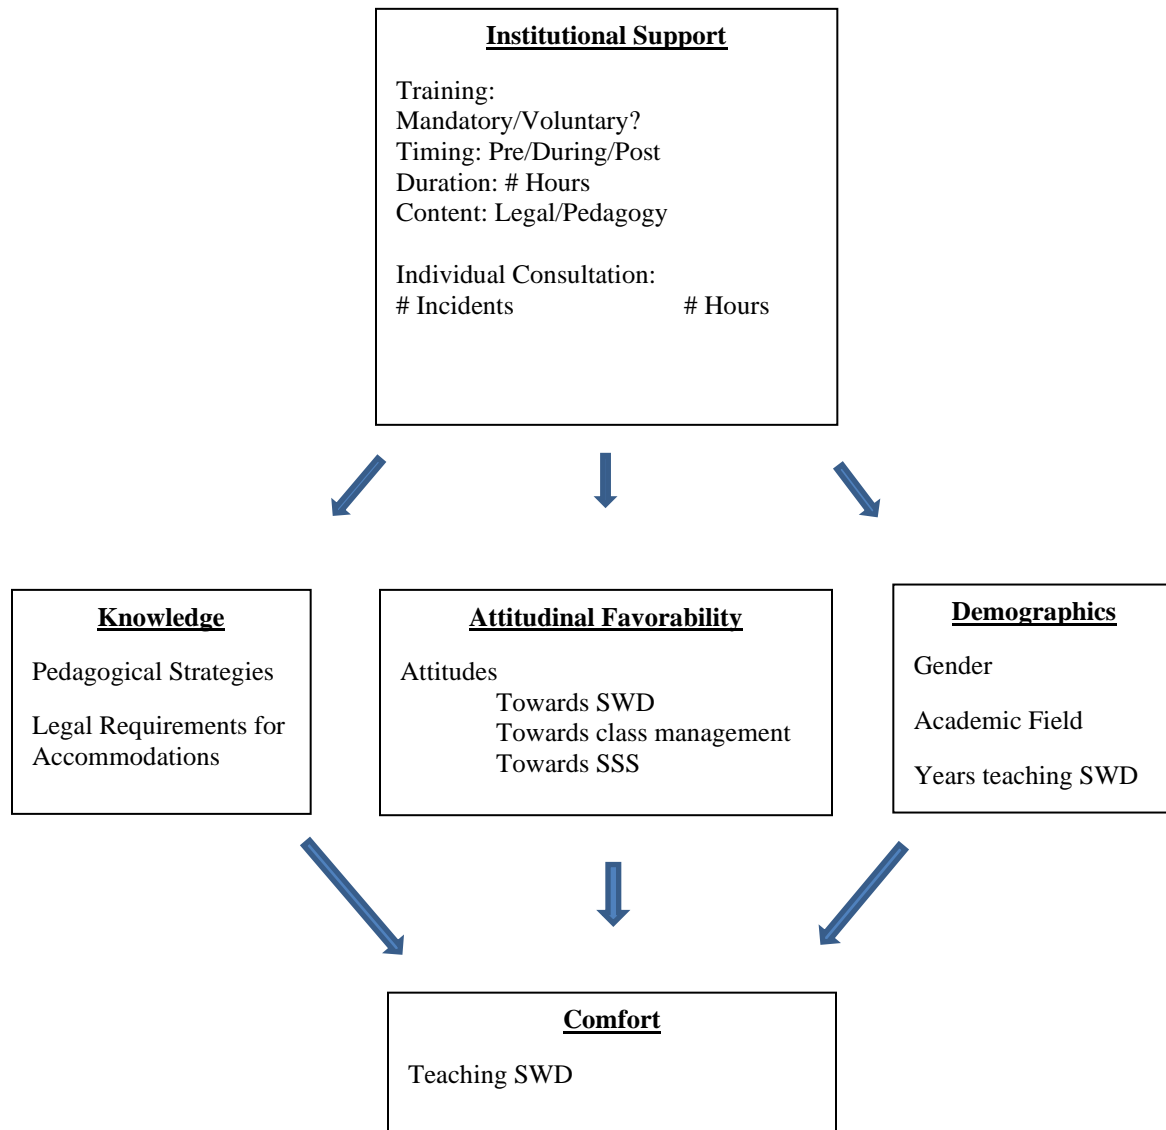 Institutional Support
Training:
Mandatory/Voluntary?
Timing: Pre/During/Post
Duration: # Hours
Content: Legal/Pedagogy
Individual Consultation:
# Incidents # Hours
Knowledge
Pedagogical Strategies
Legal Requirements for
Accommodations
Attitudinal Favorability
Attitudes
Towards SWD
Towards class management
Towards SSS
Demographics
Gender
Academic Field
Years teaching SWD
Comfort
Teaching SWD